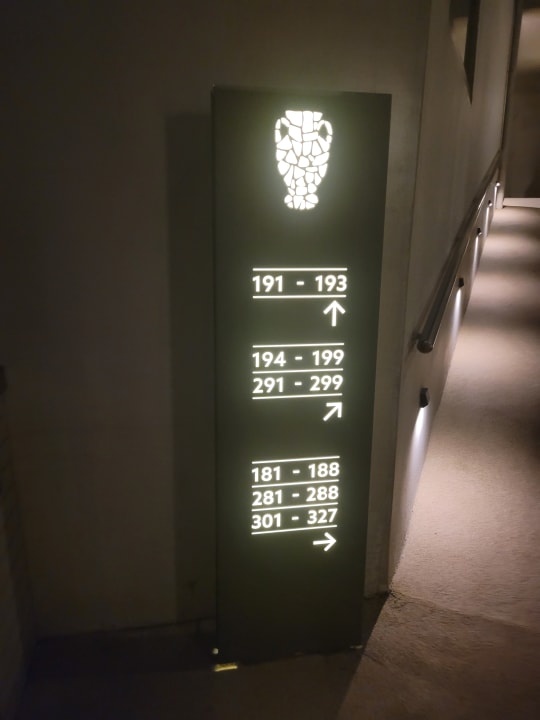 191 - 193
↑
194 - 199
291 - 299
↗
181 - 188
281 - 288
301 - 327
→